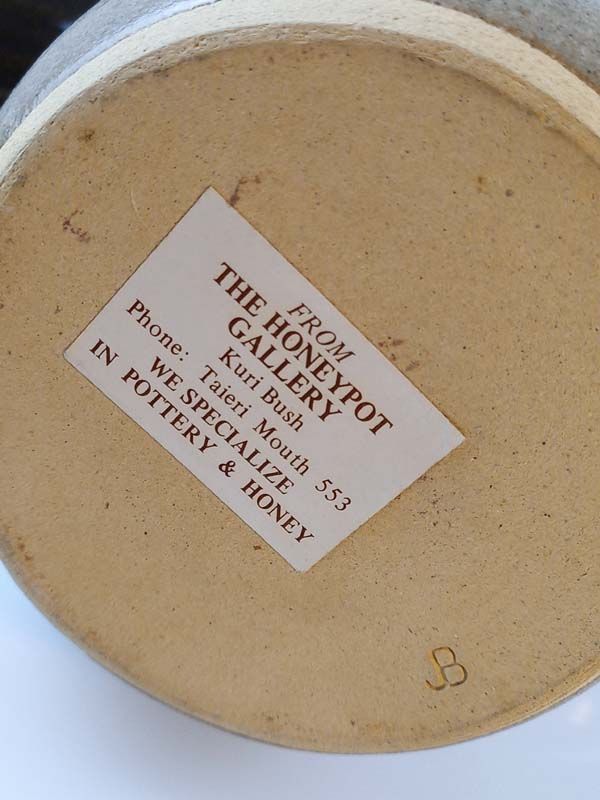 FROM
THE HONEYPOT
GALLERY
Kuri Bush
Phone: Taieri Mouth 553
WE SPECIALIZE
IN POTTERY & HONEY
JB